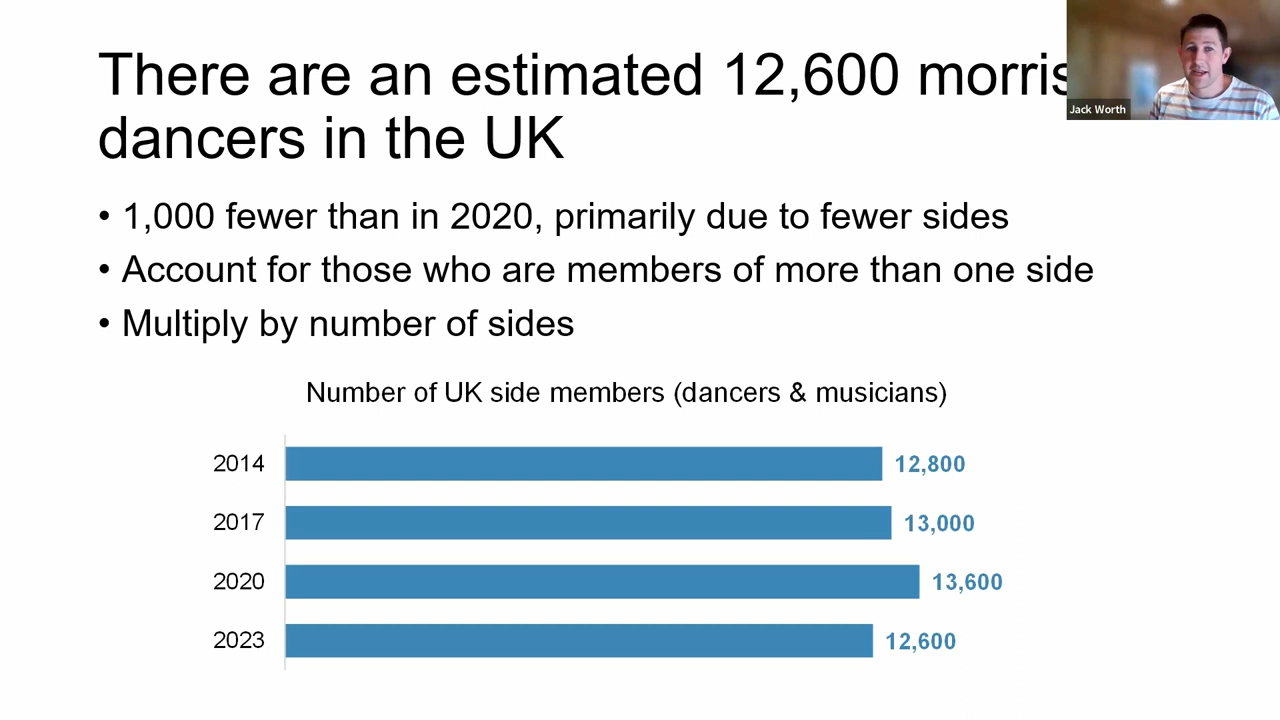 There are an estimated 12,600 morris
dancers in the UK
Jack Worth
• 1,000 fewer than in 2020, primarily due to fewer sides
• Account for those who are members of more than one side
• Multiply by number of sides
Number of UK side members (dancers & musicians)
2014 12,800
2017 13,000
2020 13,600
2023 12,600